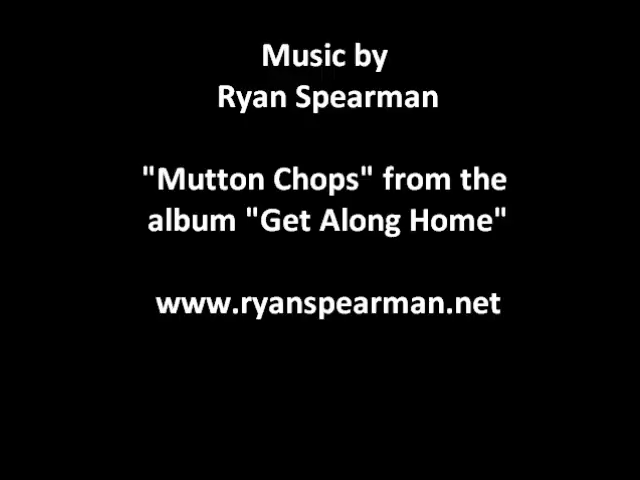 Music by
Ryan Spearman
"Mutton Chops" from the
album "Get Along Home"
www.ryanspearman.net